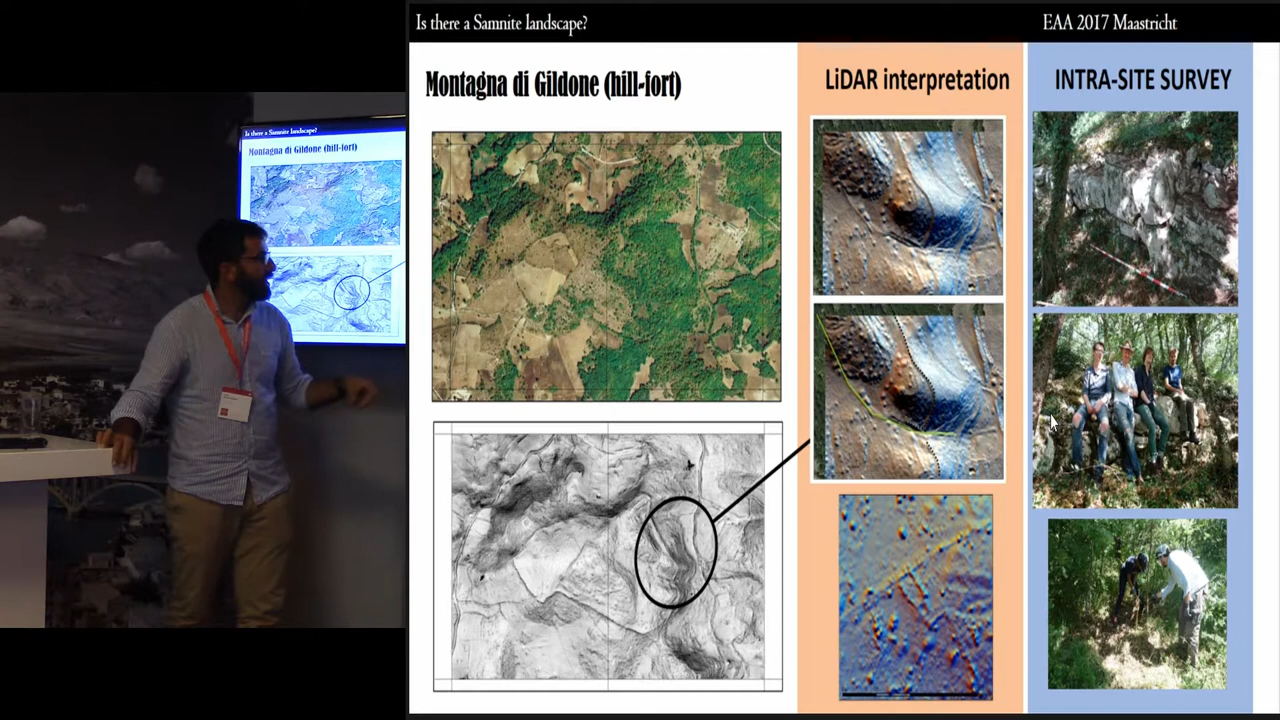 Is there a Samnite landscape?
EAA 2017 Maastricht
Montagna di Gildone (hill-fort)
LiDAR interpretation
INTRA-SITE SURVEY
Is there a Samnite landscape?
Montagna di Gildone (hill-fort)